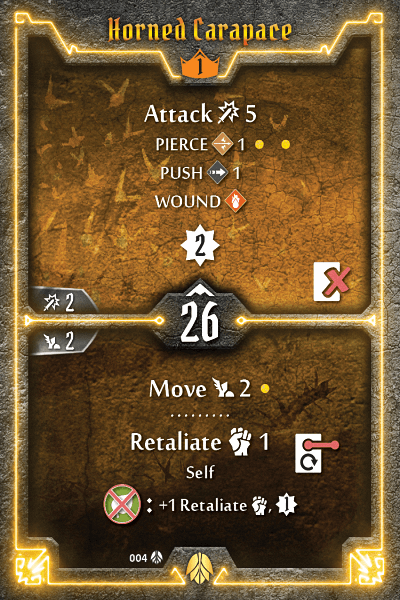 Horned Carapace
1
Attack 5
PIERCE 1
PUSH 1
WOUND
2
2
26
2
Move 2
Retaliate 1
Self
: +1 Retaliate , 1
004